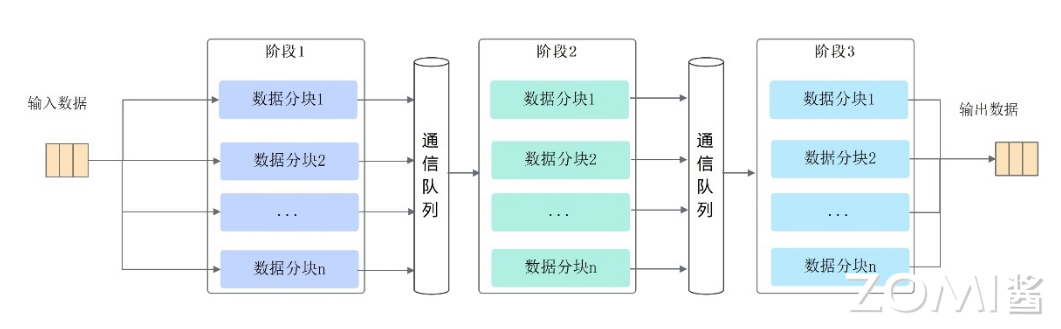 输入数据
阶段1
数据分块1
数据分块2
...
数据分块n
通信队列
阶段2
数据分块1
数据分块2
...
数据分块n
通信队列
阶段3
数据分块1
数据分块2
...
数据分块n
输出数据
ZOMI酱